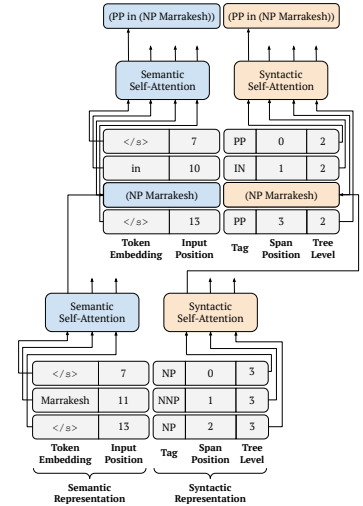 (PP in (NP Marrakesh)) (PP in (NP Marrakesh))
Semantic Self-Attention Syntactic Self-Attention
</s> 7 PP 0 2
in 10 IN 1 2
(NP Marrakesh) (NP Marrakesh)
</s> 13 PP 3 2
Token Embedding Input Position Tag Span Position Tree Level
Semantic Self-Attention Syntactic Self-Attention
</s> 7 NP 0 3
Marrakesh 11 NNP 1 3
</s> 13 NP 2 3
Token Embedding Input Position Tag Span Position Tree Level
Semantic Representation Syntactic Representation